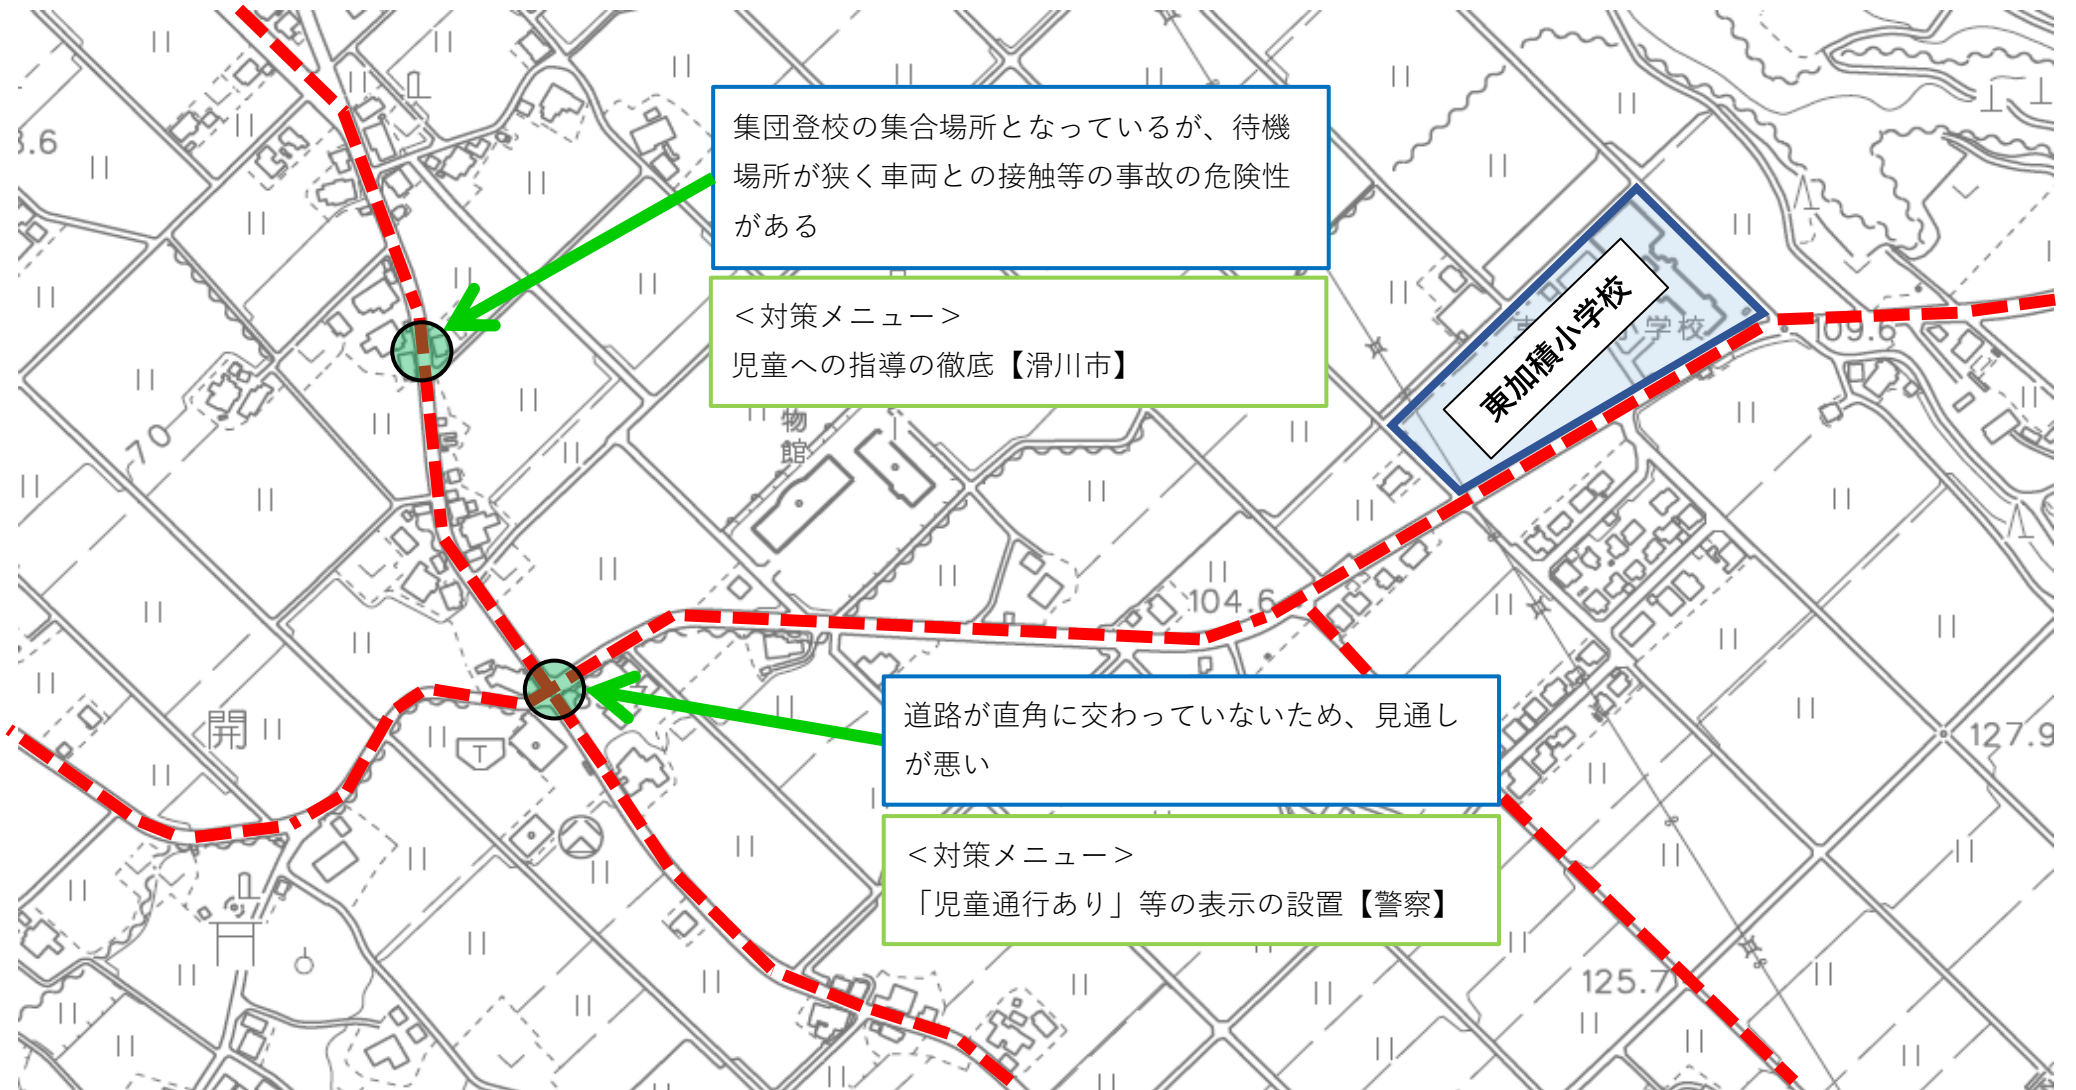 集団登校の集合場所となっているが、待機
場所が狭く車両との接触等の事故の危険性
がある
＜対策メニュー＞
児童への指導の徹底【滑川市】
東加積小学校
小学校
109.6
3.6
70
物
館
104.6
道路が直角に交わっていないため、見通し
が悪い
開
127.9
＜対策メニュー＞
「児童通行あり」等の表示の設置【警察】
125.7